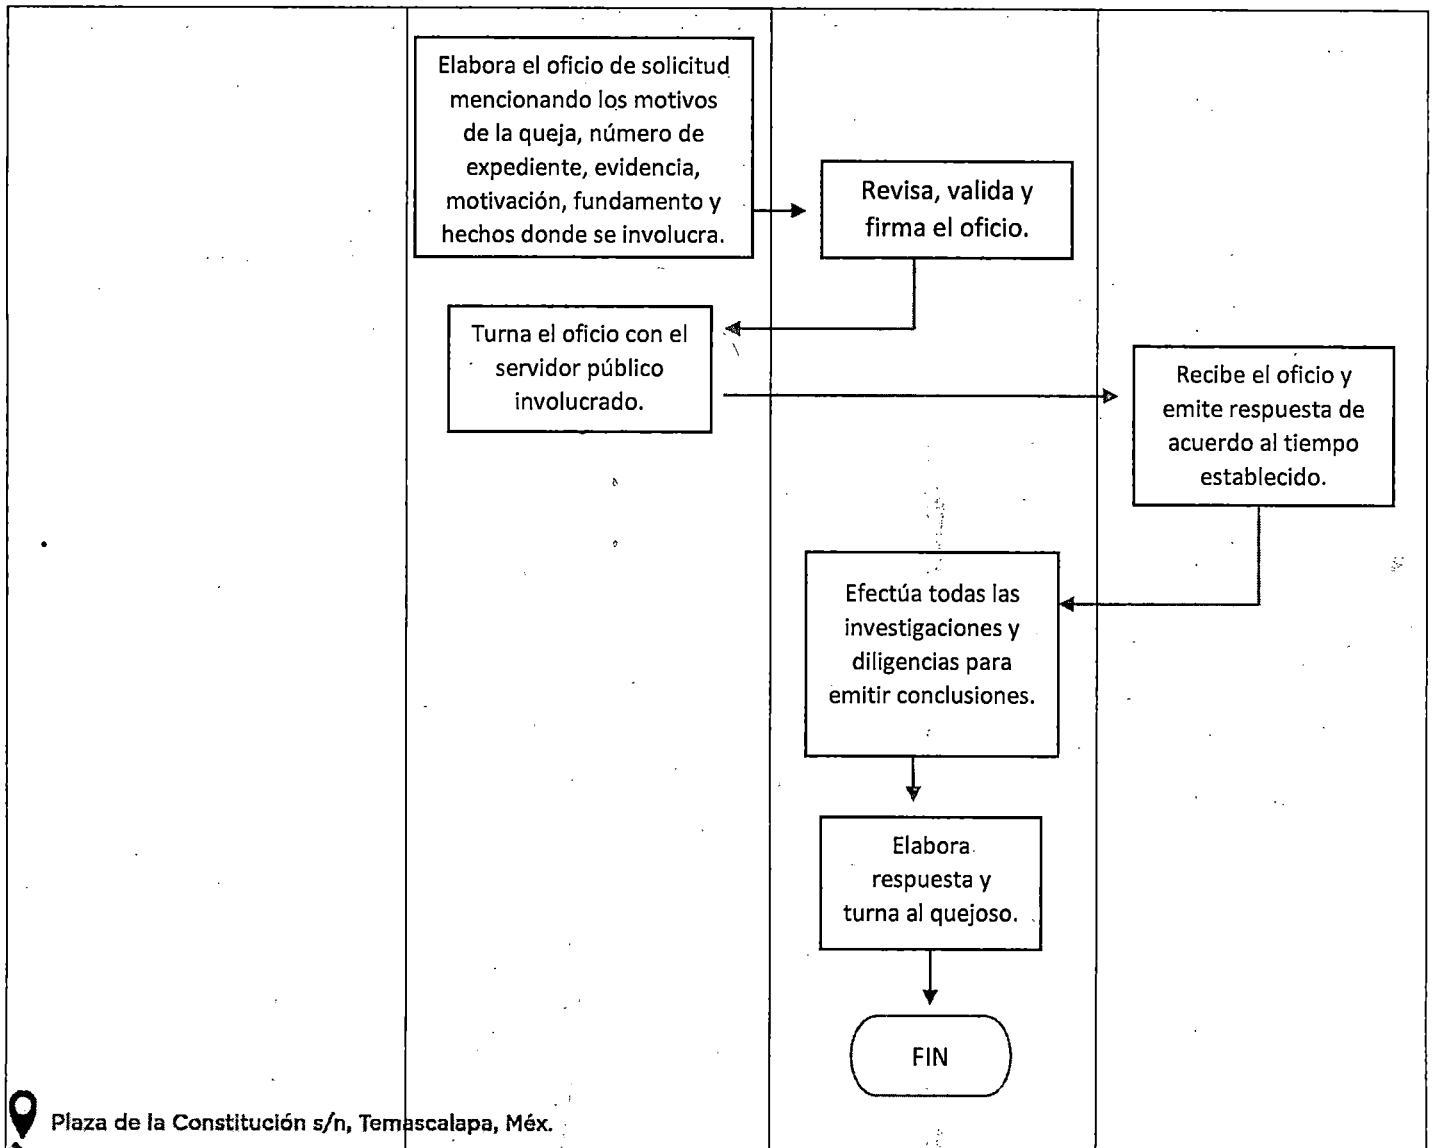 Elabora el oficio de solicitud
mencionando los motivos
de la queja, número de
expediente, evidencia,
motivación, fundamento y
hechos donde se involucra.
Revisa, valida y
firma el oficio.
Turna el oficio con el
servidor público
involucrado.
Recibe el oficio y
emite respuesta de
acuerdo al tiempo
establecido.
Efectúa todas las
investigaciones y
diligencias para
emitir conclusiones.
Elabora
respuesta y
turna al quejoso.
FIN
Plaza de la Constitución s/n, Temascalapa, Méx.